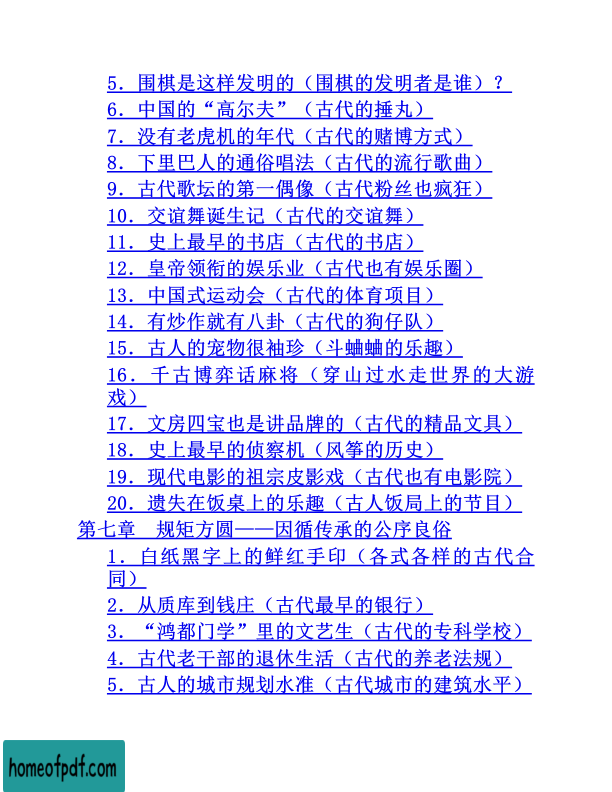 5．围棋是这样发明的（围棋的发明者是谁）？
6．中国的“高尔夫”（古代的捶丸）
7．没有老虎机的年代（古代的赌博方式）
8．下里巴人的通俗唱法（古代的流行歌曲）
9．古代歌坛的第一偶像（古代粉丝也疯狂）
10．交谊舞诞生记（古代的交谊舞）
11．史上最早的书店（古代的书店）
12．皇帝领衔的娱乐业（古代也有娱乐圈）
13．中国式运动会（古代的体育项目）
14．有炒作就有八卦（古代的狗仔队）
15．古人的宠物很袖珍（斗蛐蛐的乐趣）
16．千古博弈话麻将（穿山过水走世界的大游
戏）
17．文房四宝也是讲品牌的（古代的精品文具）
18．史上最早的侦察机（风筝的历史）
19．现代电影的祖宗皮影戏（古代也有电影院）
20．遗失在饭桌上的乐趣（古人饭局上的节目）
第七章　规矩方圆——因循传承的公序良俗
1．白纸黑字上的鲜红手印（各式各样的古代合
同）
2．从质库到钱庄（古代最早的银行）
3．“鸿都门学”里的文艺生（古代的专科学校）
4．古代老干部的退休生活（古代的养老法规）
5．古人的城市规划水准（古代城市的建筑水平）
homeofpdf.com